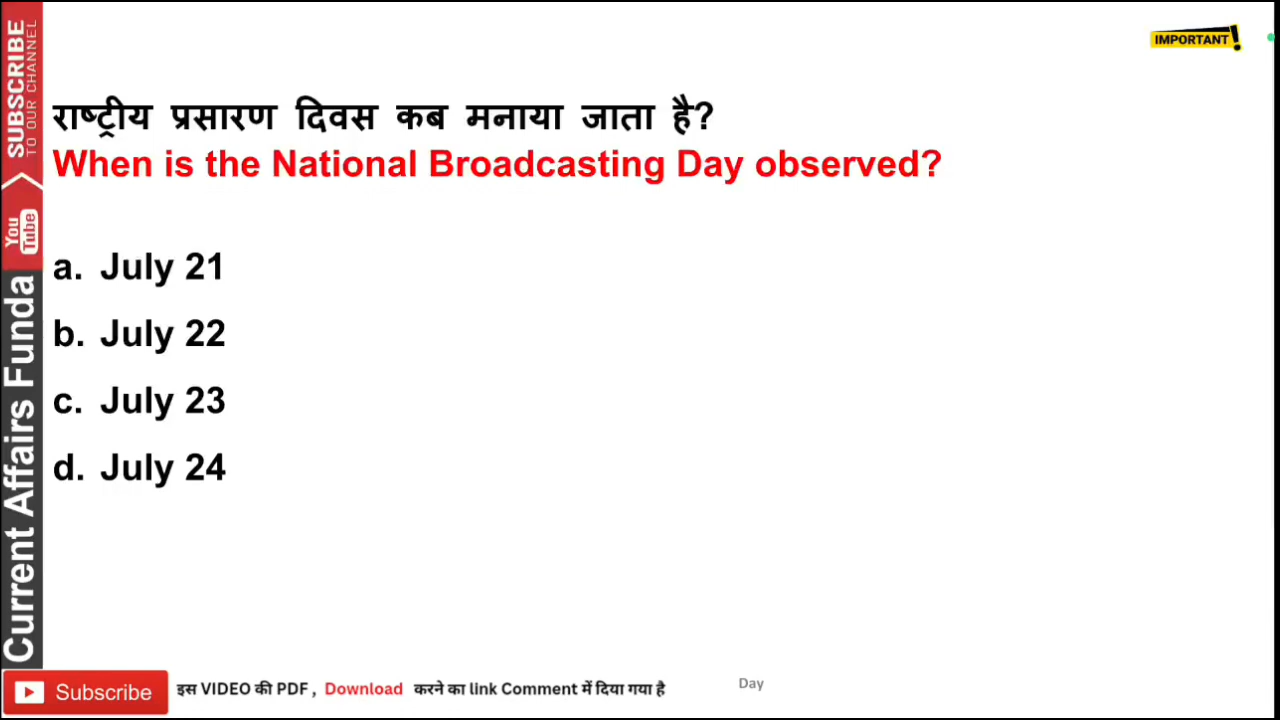 IMPORTANT!
राष्ट्रीय प्रसारण दिवस कब मनाया जाता है?
When is the National Broadcasting Day observed?
a. July 21
b. July 22
c. July 23
d. July 24
SUBSCRIBE
TO OUR CHANNEL
You
Tube
Current Affairs Funda
Subscribe
इस VIDEO की PDF , Download करने का link Comment में दिया गया है
Day